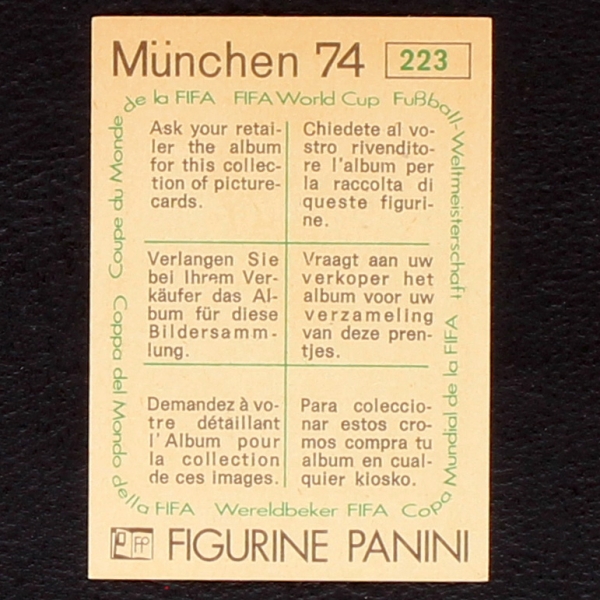 München 74 223
Coupe du Monde de la FIFA FIFA World Cup Fußball-Weltmeisterschaft
Ask your retai-
ler the album
for this collec-
tion of picture-
cards.
Chiedete al vo-
stro rivendito-
re l'album per
la raccolta di
queste figuri-
ne.
Verlangen Sie
bei Ihrem Ver-
käufer das Al-
bum für diese
Bildersamm-
lung.
Vraagt aan uw
verkoper het
album voor uw
verzameling
van deze pren-
tjes.
Demandez à vo-
tre détaillant
l'Album pour
la collection
de ces images.
Para coleccio-
nar estos cro-
mos compra tu
album en cual-
quier kiosko.
Coppa del Mondo della FIFA Wereldbeker FIFA Copa Mundial de la FIFA
FP FIGURINE PANINI